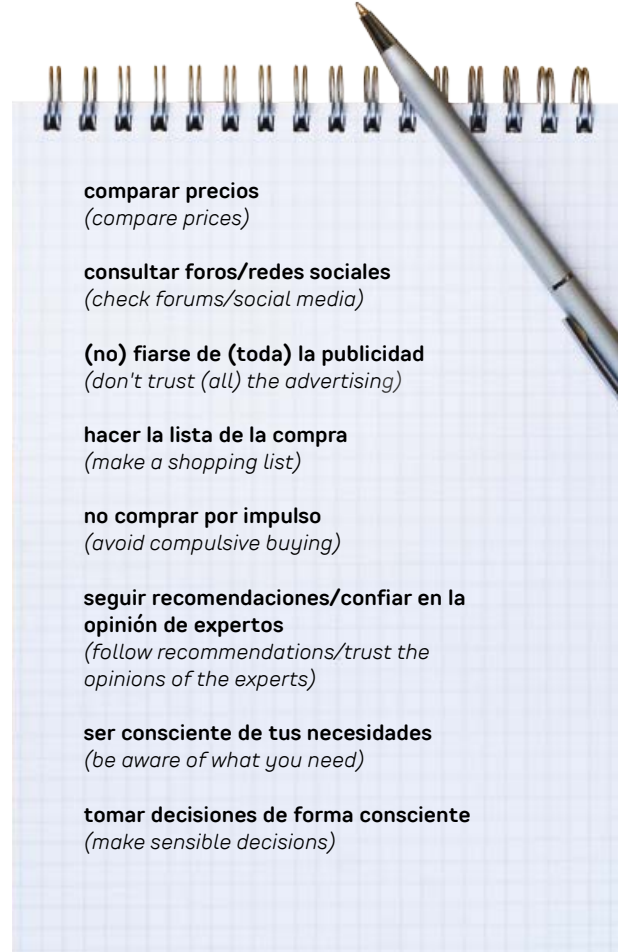 comparar precios
(compare prices)
consultar foros/redes sociales
(check forums/social media)
(no) fiarse de (toda) la publicidad
(don't trust (all) the advertising)
hacer la lista de la compra
(make a shopping list)
no comprar por impulso
(avoid compulsive buying)
seguir recomendaciones/confiar en la
opinión de expertos
(follow recommendations/trust the
opinions of the experts)
ser consciente de tus necesidades
(be aware of what you need)
tomar decisiones de forma consciente
(make sensible decisions)